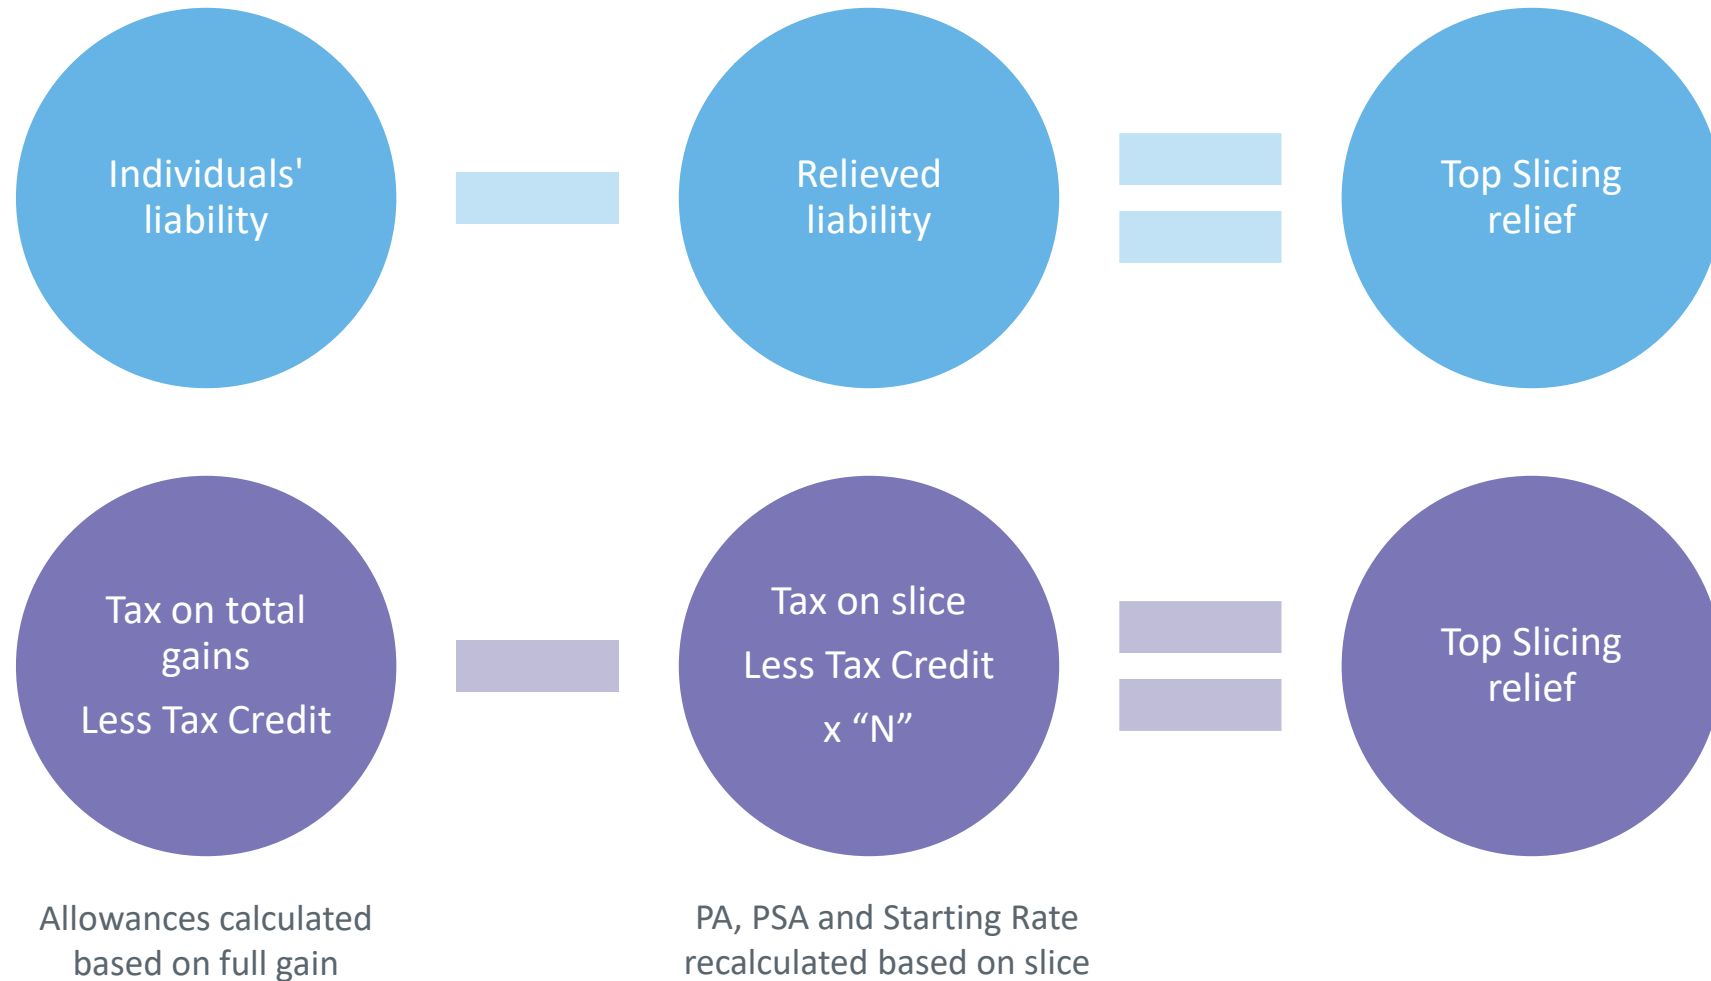 Individuals'
liability
Relieved
liability
Top Slicing
relief
Tax on total
gains
Less Tax Credit
Tax on slice
Less Tax Credit
x “N”
Top Slicing
relief
Allowances calculated
based on full gain
PA, PSA and Starting Rate
recalculated based on slice